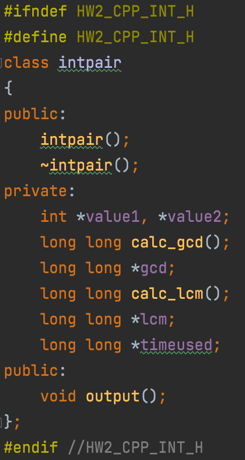 #ifndef HW2_CPP_INT_H
#define HW2_CPP_INT_H
class intpair
{
public:
    intpair();
    ~intpair();
private:
    int *value1, *value2;
    long long calc_gcd();
    long long *gcd;
    long long calc_lcm();
    long long *lcm;
    long long *timeused;
public:
    void output();
};
#endif //HW2_CPP_INT_H